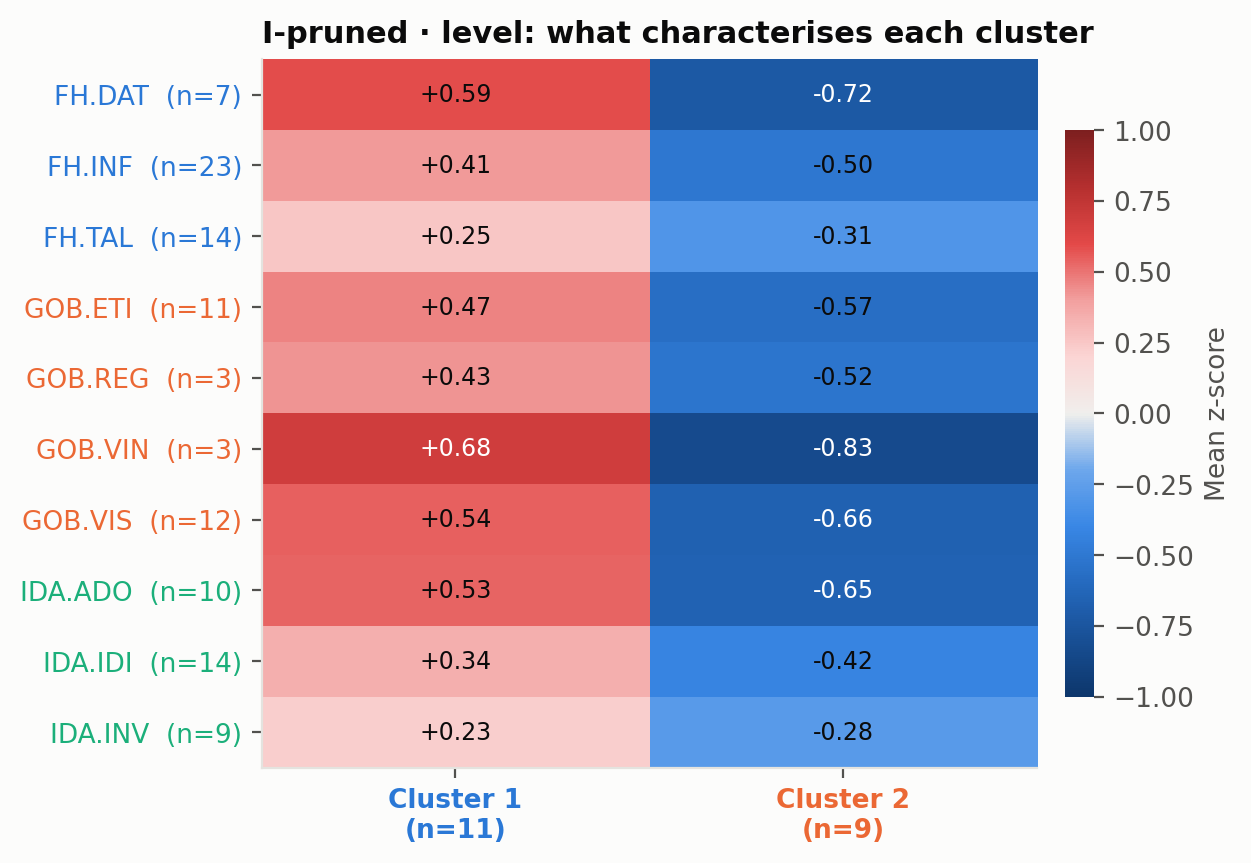 I-pruned · level: what characterises each cluster
FH.DAT (n=7)
+0.59
-0.72
FH.INF (n=23)
+0.41
-0.50
FH.TAL (n=14)
+0.25
-0.31
GOB.ETI (n=11)
+0.47
-0.57
GOB.REG (n=3)
+0.43
-0.52
GOB.VIN (n=3)
+0.68
-0.83
GOB.VIS (n=12)
+0.54
-0.66
IDA.ADO (n=10)
+0.53
-0.65
IDA.IDI (n=14)
+0.34
-0.42
IDA.INV (n=9)
+0.23
-0.28
Cluster 1
(n=11)
Cluster 2
(n=9)
1.00
0.75
0.50
0.25
0.00
−0.25
−0.50
−0.75
−1.00
Mean z-score